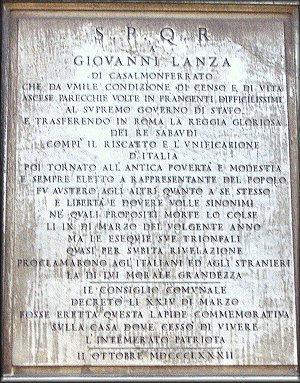 S P Q R
A
GIOVANNI LANZA
DI CASALMONFERRATO
CHE DA VMILE CONDIZIONE DI CENSO E DI VITA
ASCESE PARECCHIE VOLTE IN FRANGENTI DIFFICILISSIMI
AL SVPREMO GOVERNO DI STATO
E TRASFERENDO IN ROMA LA REGGIA GLORIOSA
DEI RE SABAVDI
COMPÌ IL RISCATTO E L'VNIFICAZIONE
D'ITALIA
POI TORNATO ALL'ANTICA POVERTÀ E MODESTIA
E SEMPRE ELETTO A RAPPRESENTANTE DEL POPOLO
FV AVSTERO AGLI ALTRI QVANTO A SE STESSO
E LIBERTÀ E DOVERE VOLLE SINONIMI
NE' QVALI PROPOSITI MORTE LO COLSE
LI IX DI MARZO DEL VOLGENTE ANNO
MA LE ESEQVIE SVE TRIONFALI
QVASI PER SVBITA RIVELAZIONE
PROCLAMARONO AGL'ITALIANI ED AGLI STRANIERI
LA DI LVI MORALE GRANDEZZA
IL CONSIGLIO COMVNALE
DECRETÒ LI XXIV DI MARZO
FOSSE ERETTA QVESTA LAPIDE COMMEMORATIVA
SVLLA CASA DOVE CESSÒ DI VIVERE
L'INTEMERATO PATRIOTA
II OTTOBRE MDCCCLXXXII